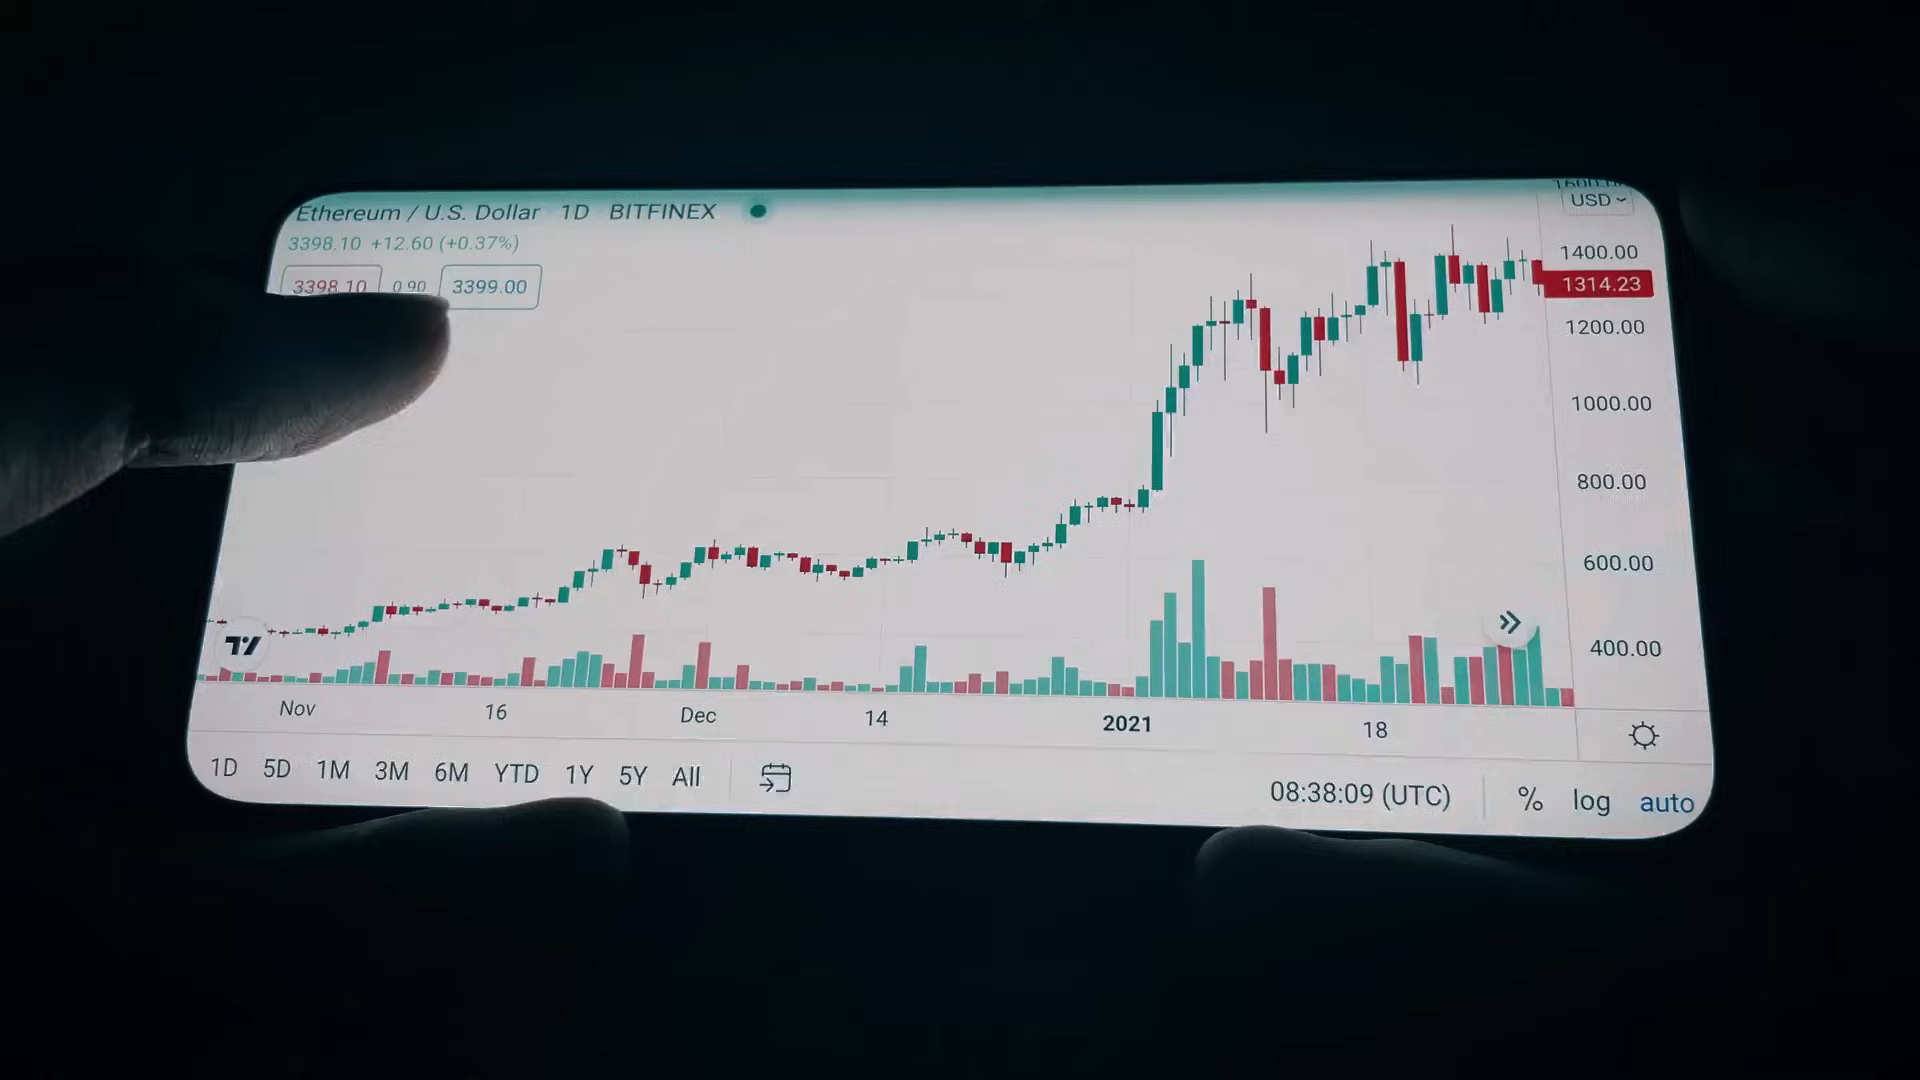 Ethereum / U.S. Dollar 1D BITFINEX
USD
3398.10 +12.60 (+0.37%)
3398.10 0.90 3399.00
1400.00
1314.23
1200.00
1000.00
800.00
600.00
400.00
Nov 16 Dec 14 2021 18
1D 5D 1M 3M 6M YTD 1Y 5Y All
08:38:09 (UTC) % log auto